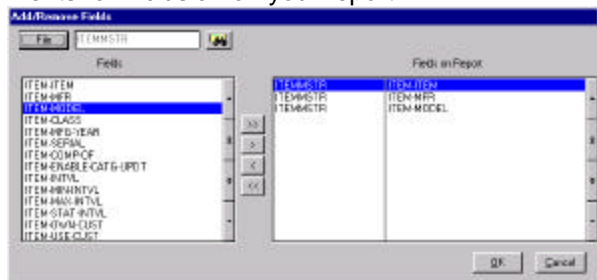 Add/Remove Fields
File ITEMMSTR
Fields Fields on Report
ITEM-ITEM
ITEM-MFR
ITEM-MODEL
ITEM-CLASS
ITEM-MFG-YEAR
ITEM-SERIAL
ITEM-COMP-OF
ITEM-ENABLE-CATG-UPDT
ITEM-INTVL
ITEM-MIN-INTVL
ITEM-MAX-INTVL
ITEM-STAT-INTVL
ITEM-OWN-CUST
ITEM-USE-CUST
>>
>
<
<<
ITEMMSTR ITEM-ITEM
ITEMMSTR ITEM-MFR
ITEMMSTR ITEM-MODEL
OK Cancel